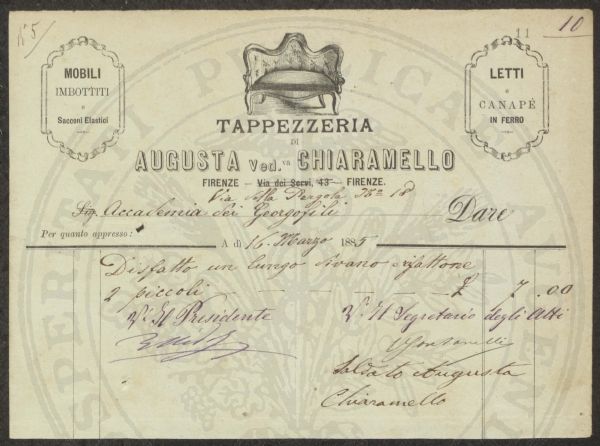 N° 5
11
10
MOBILI
IMBOTTITI
e
Sacconi Elastici
LETTI
e
CANAPÈ
IN FERRO
TAPPEZZERIA
DI
AUGUSTA Ved.va CHIARAMELLO
FIRENZE — Via dei Servi, 43 — FIRENZE.
Via della Pergola No 18
Sig. Accademia dei Georgofili Dare
Per quanto appresso:
A dì 16. Marzo 1885
Disfatto un lungo divano e rifattone
2 piccoli £ 7 .00
V° Il Presidente V° Il Segretario degli Atti
Saldato Augusta
Chiaramello